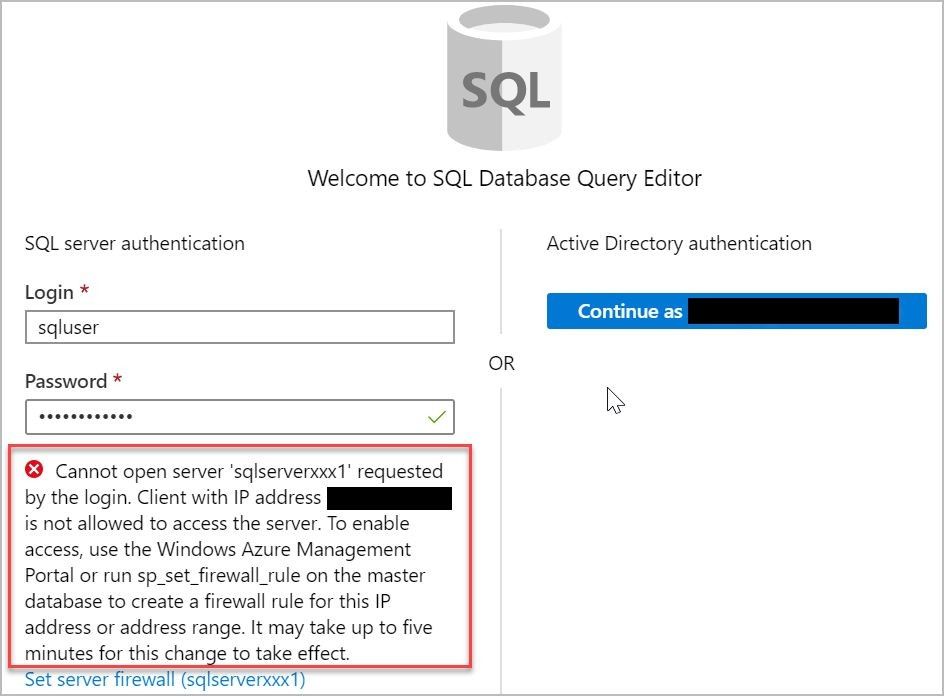 SQL
Welcome to SQL Database Query Editor
SQL server authentication
Login *
sqluser
Password *
••••••••••••
Cannot open server 'sqlserverxxx1' requested
by the login. Client with IP address
is not allowed to access the server. To enable
access, use the Windows Azure Management
Portal or run sp_set_firewall_rule on the master
database to create a firewall rule for this IP
address or address range. It may take up to five
minutes for this change to take effect.
Set server firewall (sqlserverxxx1)
OR
Active Directory authentication
Continue as